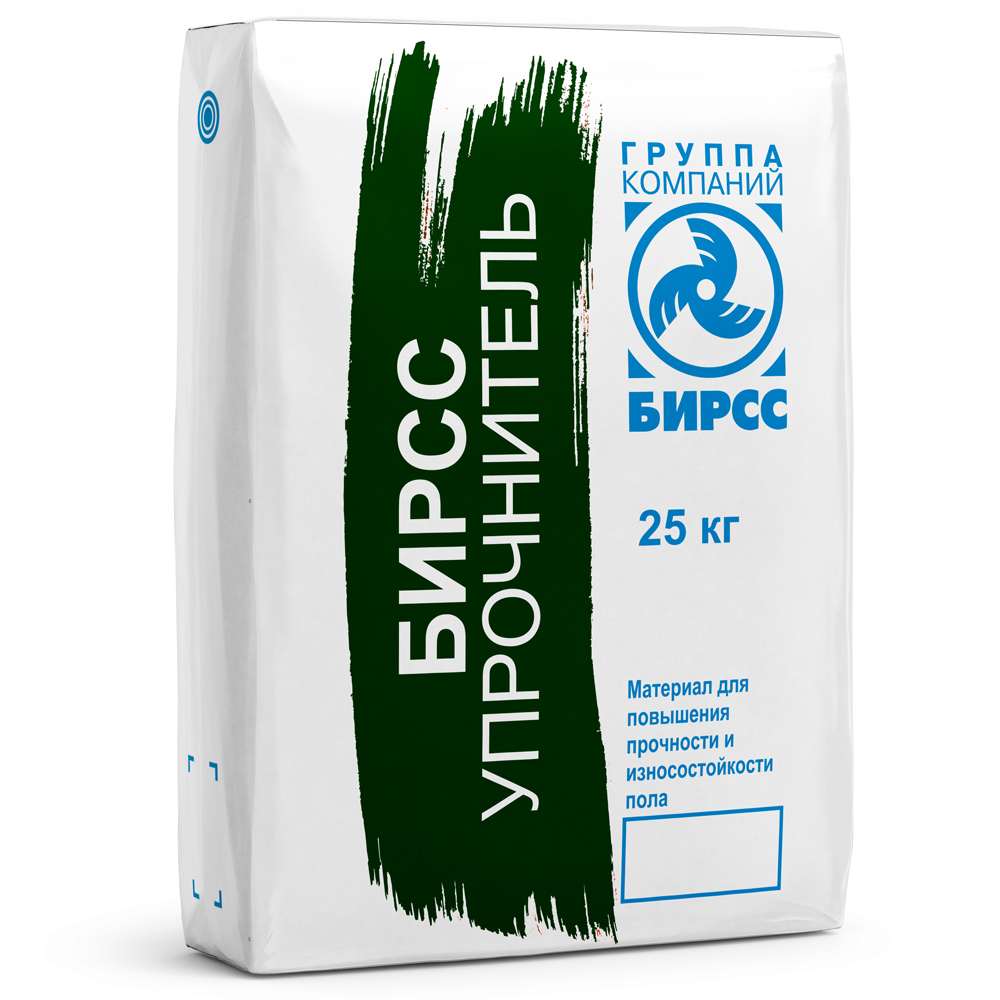 БИРСС
УПРОЧНИТЕЛЬ
ГРУППА
КОМПАНИЙ
БИРСС
25 кг
Материал для
повышения
прочности и
износостойкости
пола